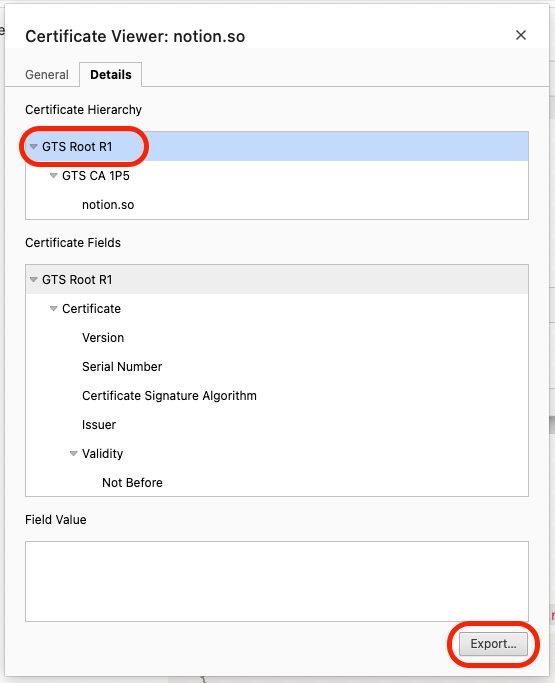 Certificate Viewer: notion.so
General
Details
Certificate Hierarchy
GTS Root R1
GTS CA 1P5
notion.so
Certificate Fields
GTS Root R1
Certificate
Version
Serial Number
Certificate Signature Algorithm
Issuer
Validity
Not Before
Field Value
Export...